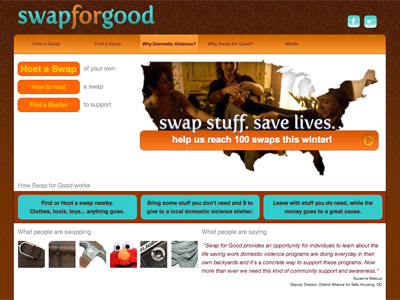 swapforgood
Host a Swap Find a Swap Why Domestic Violence? Why Swap for Good? Media
Host a Swap of your own
How to Host a swap
Find a Shelter to support
swap stuff. save lives...
help us reach 100 swaps this winter!
How Swap for Good works
Find or Host a swap nearby.
Clothes, toys, tools... anything goes.
Bring some stuff you don't need and $ to
give to a local domestic violence shelter.
Leave with stuff you do need, while
the money goes to a great cause.
What people are swapping
What people are saying
"Swap for Good provides an opportunity for individuals to learn about the
life saving work domestic violence programs are doing everyday in their
own backyards and it's a concrete way to support these programs. Now
more than ever we need this kind of community support and awareness."
Suzanne Marcus
Deputy Director, District Alliance for Safe Housing, DC